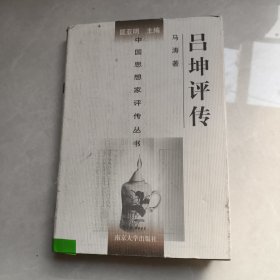 匡亚明 主编
中国思想家评传丛书
马涛著
吕坤评传
南京大学出版社